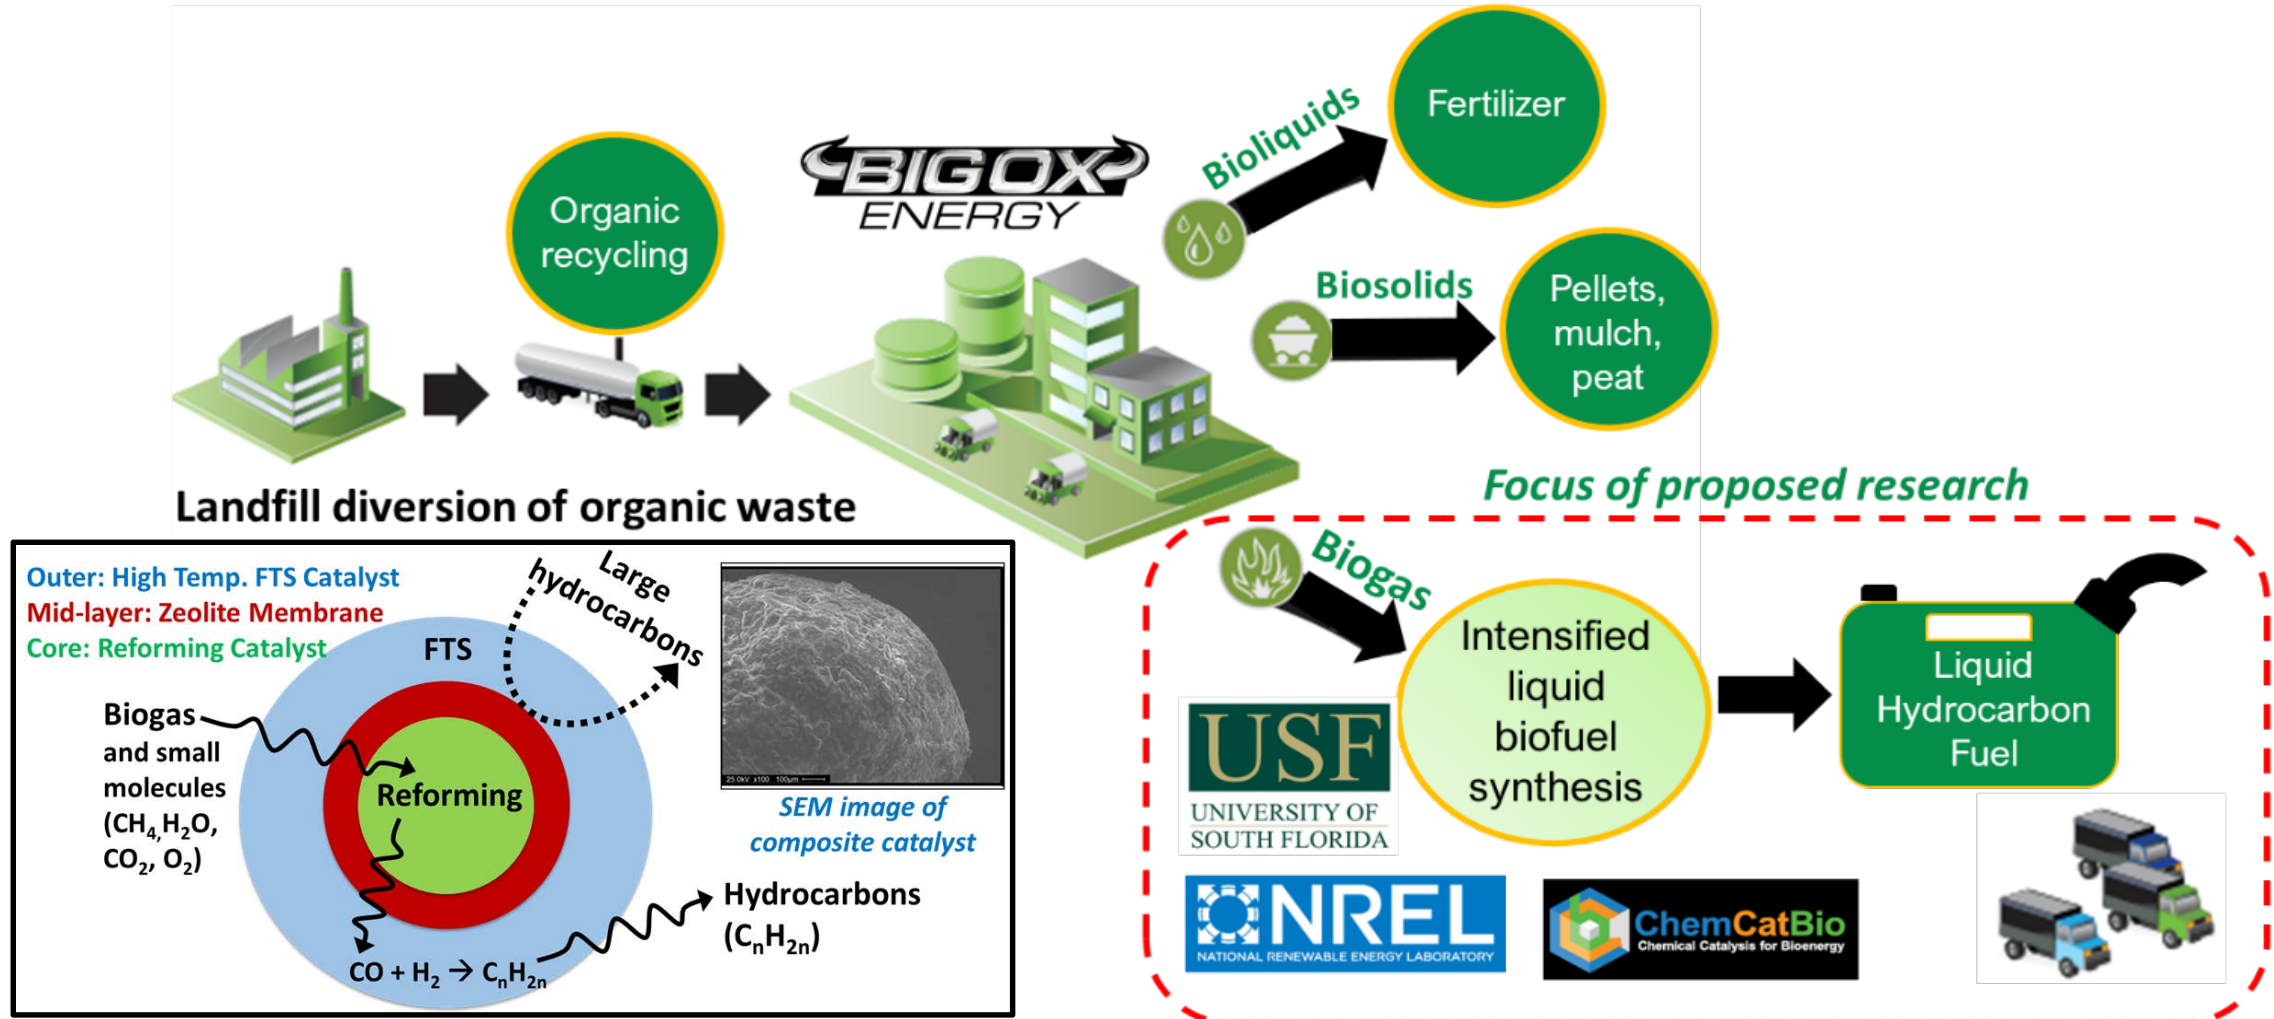 Fertilizer
Bioliquids
BIGOX
ENERGY
Organic
recycling
Biosolids
Pellets,
mulch,
peat
Landfill diversion of organic waste
Focus of proposed research
Outer: High Temp. FTS Catalyst
Mid-layer: Zeolite Membrane
Core: Reforming Catalyst
FTS
Large
hydrocarbons
Biogas
and small
molecules
(CH4,H2O,
CO2, O2)
Reforming
CO + H2 → CnH2n
Hydrocarbons
(CnH2n)
25.0kV x100 100µm
SEM image of
composite catalyst
Biogas
Intensified
liquid
biofuel
synthesis
Liquid
Hydrocarbon
Fuel
USF
UNIVERSITY OF
SOUTH FLORIDA
NREL
NATIONAL RENEWABLE ENERGY LABORATORY
ChemCatBio
Chemical Catalysis for Bioenergy